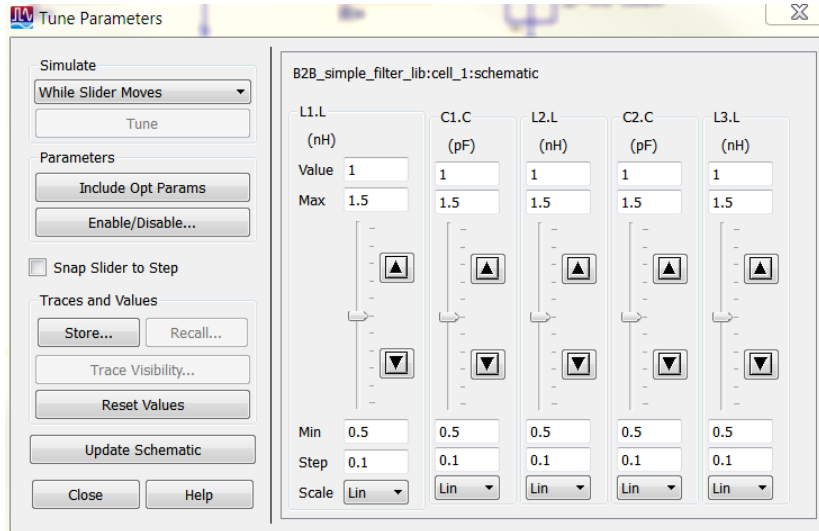 Tune Parameters
Simulate
While Slider Moves
Tune
Parameters
Include Opt Params
Enable/Disable...
Snap Slider to Step
Traces and Values
Store... Recall...
Trace Visibility...
Reset Values
Update Schematic
Close Help
B2B_simple_filter_lib:cell_1:schematic
L1.L C1.C L2.L C2.C L3.L
(nH) (pF) (nH) (pF) (nH)
Value 1 1 1 1 1
Max 1.5 1.5 1.5 1.5 1.5
Min 0.5 0.5 0.5 0.5 0.5
Step 0.1 0.1 0.1 0.1 0.1
Scale Lin Lin Lin Lin Lin